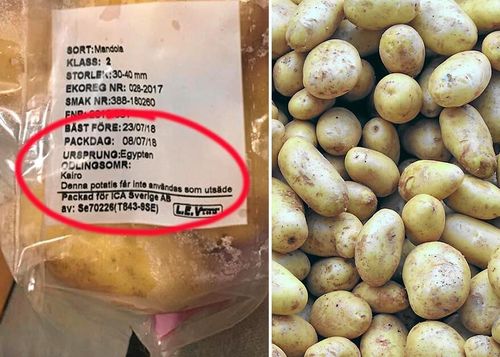 SORT:Mandola
KLASS: 2
STORLEK:30-40 mm
EKOREG NR: 028-2017
SMAK NR:388-180260
BÄST FÖRE:23/07/18
PACKDAG: 08/07/18
URSPRUNG:Egypten
ODLINGSOMR:
Kairo
Denna potatis får inte användas som utsäde
Packad för ICA Sverige AB
av: Se70226(T843-9SE)